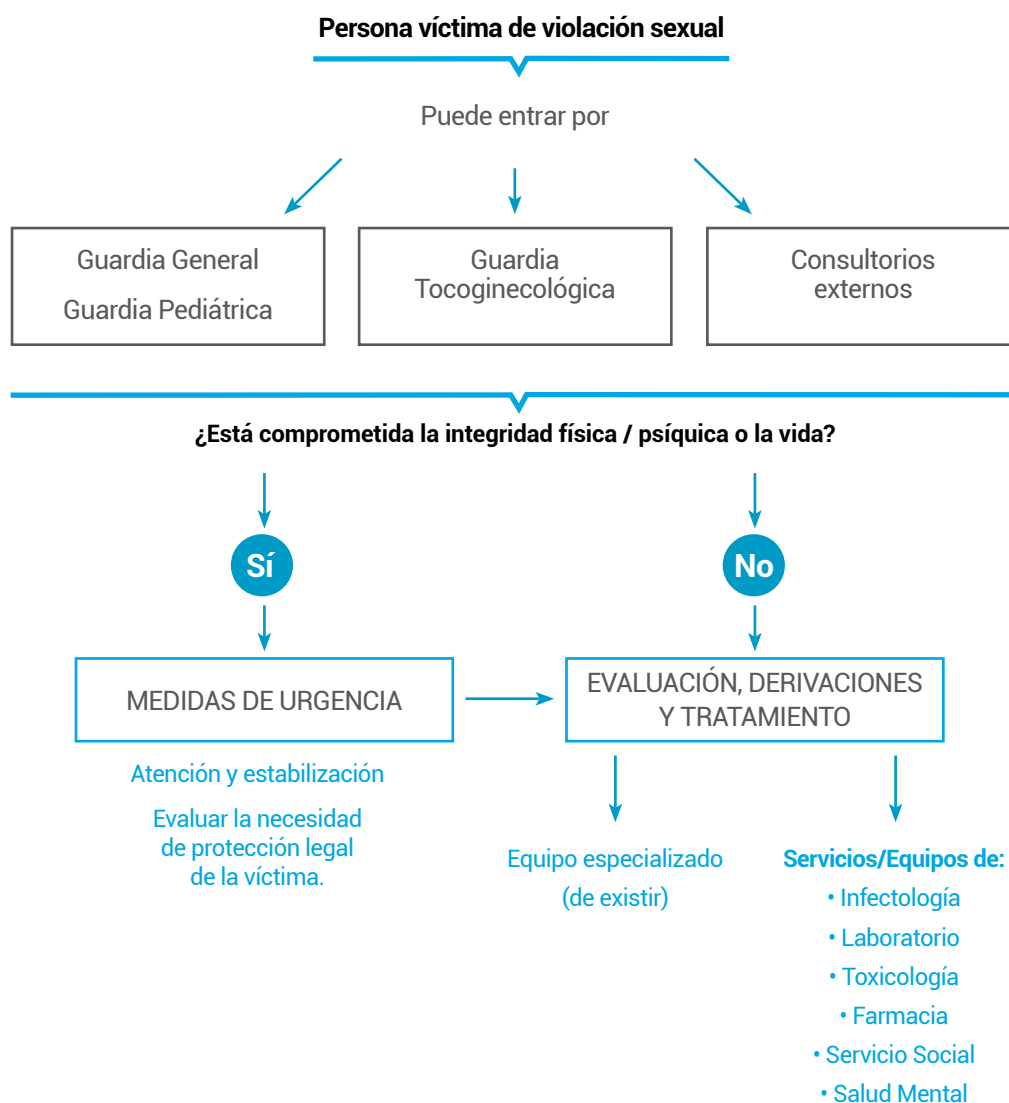 Persona víctima de violación sexual
Puede entrar por
Guardia General
Guardia Pediátrica
Guardia
Tocoginecológica
Consultorios
externos
¿Está comprometida la integridad física / psíquica o la vida?
Sí
No
MEDIDAS DE URGENCIA
EVALUACIÓN, DERIVACIONES
Y TRATAMIENTO
Atención y estabilización
Evaluar la necesidad
de protección legal
de la víctima.
Equipo especializado
(de existir)
Servicios/Equipos de:
• Infectología
• Laboratorio
• Toxicología
• Farmacia
• Servicio Social
• Salud Mental